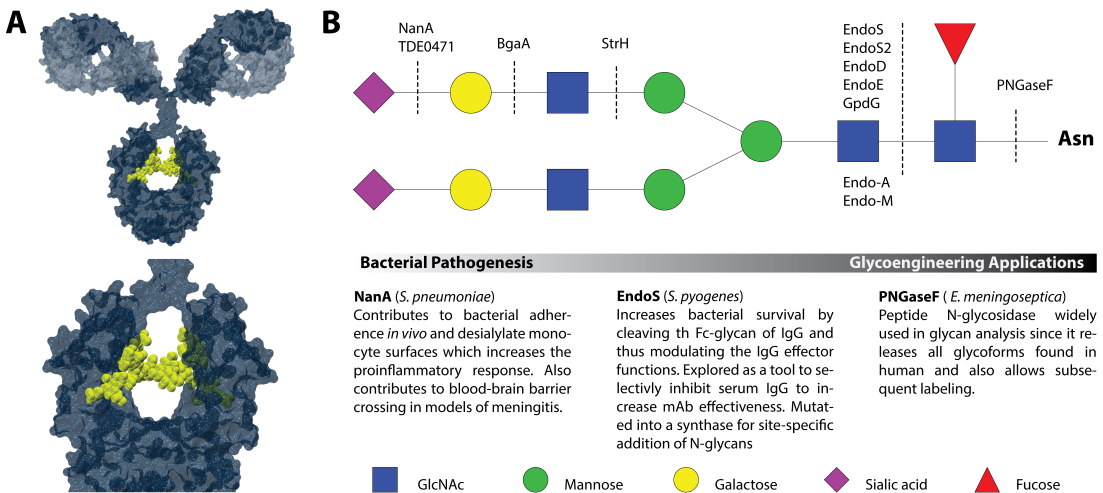 A
B
NanA
TDE0471
BgaA
StrH
EndoS
EndoS2
EndoD
EndoE
GpdG
PNGaseF
Asn
Endo-A
Endo-M
Bacterial Pathogenesis
Glycoengineering Applications
NanA (S. pneumoniae)
Contributes to bacterial adher-
ence in vivo and desialylate mono-
cyte surfaces which increases the
proinflammatory response. Also
contributes to blood-brain barrier
crossing in models of meningitis.
EndoS (S. pyogenes)
Increases bacterial survival by
cleaving th Fc-glycan of IgG and
thus modulating the IgG effector
functions. Explored as a tool to se-
lectivly inhibit serum IgG to in-
crease mAb effectiveness. Mutat-
ed into a synthase for site-specific
addition of N-glycans
PNGaseF ( E. meningoseptica)
Peptide N-glycosidase widely
used in glycan analysis since it re-
leases all glycoforms found in
human and also allows subse-
quent labeling.
GlcNAc
Mannose
Galactose
Sialic acid
Fucose